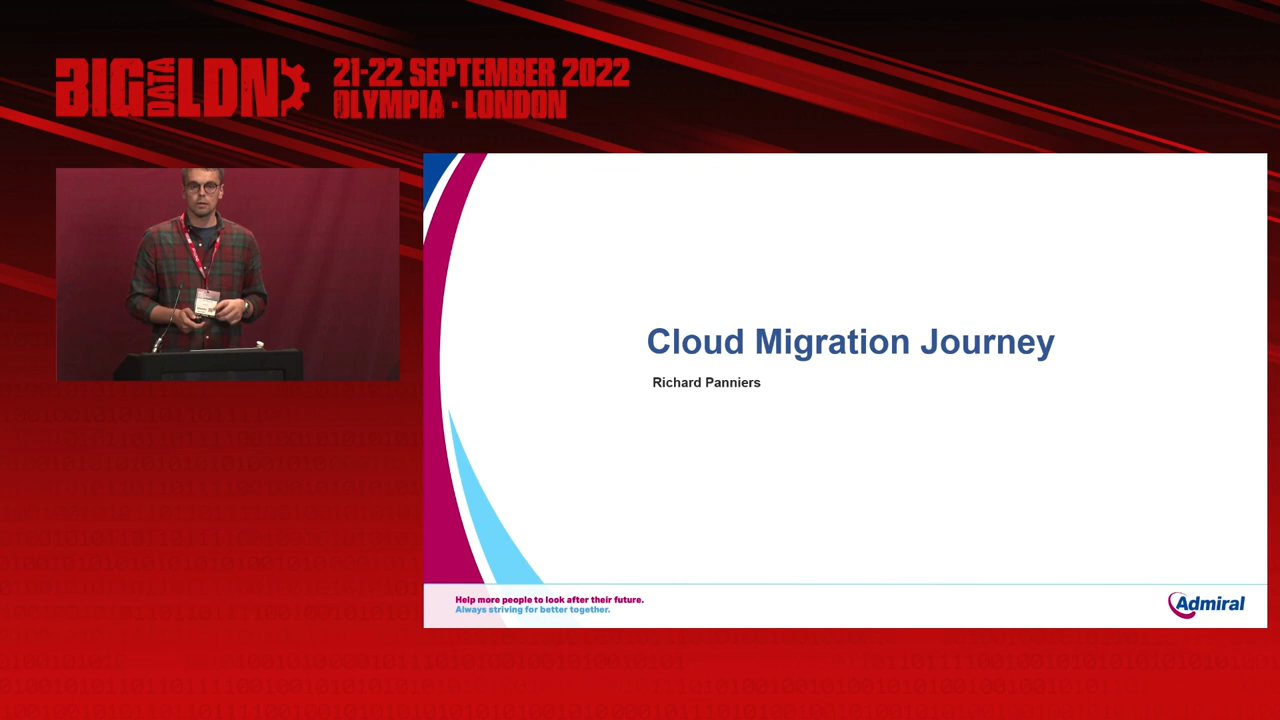 BIG DATA LDN
21-22 SEPTEMBER 2022
OLYMPIA · LONDON
Cloud Migration Journey
Richard Panniers
Help more people to look after their future.
Always striving for better together.
Admiral